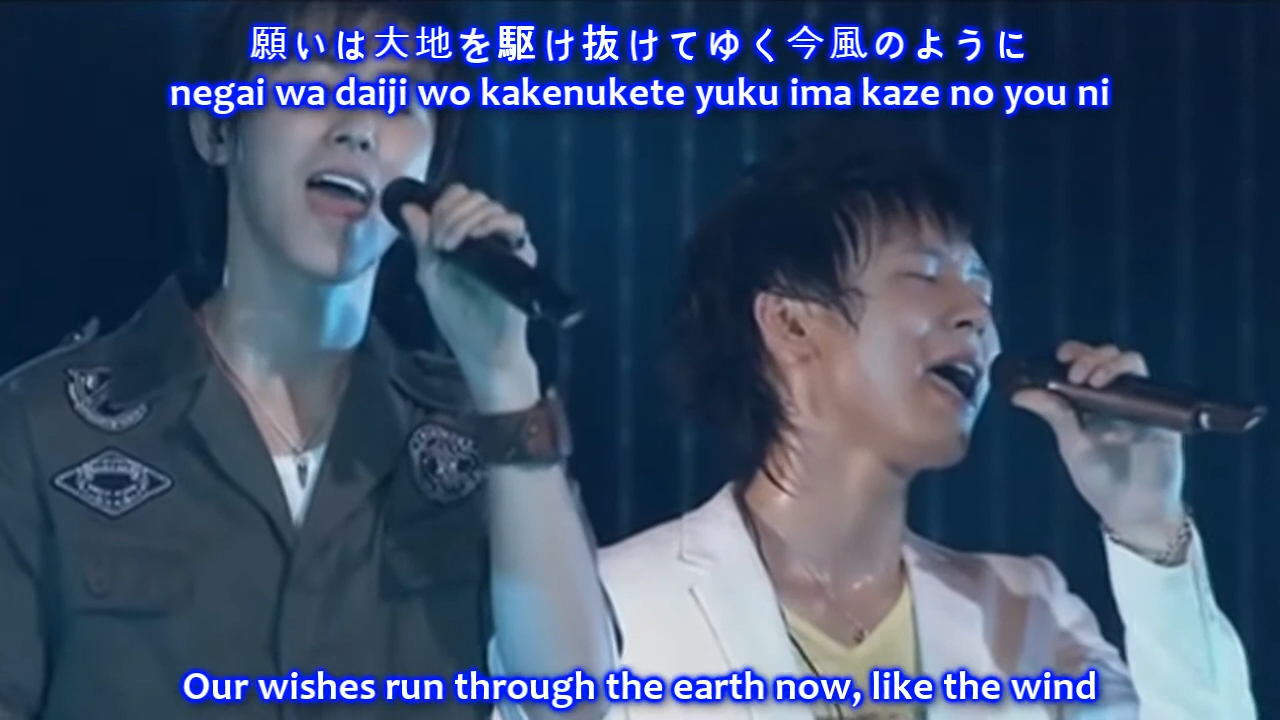 願いは大地を駆け抜けてゆく今風のように
negai wa daiji wo kakenukete yuku ima kaze no you ni
Our wishes run through the earth now, like the wind